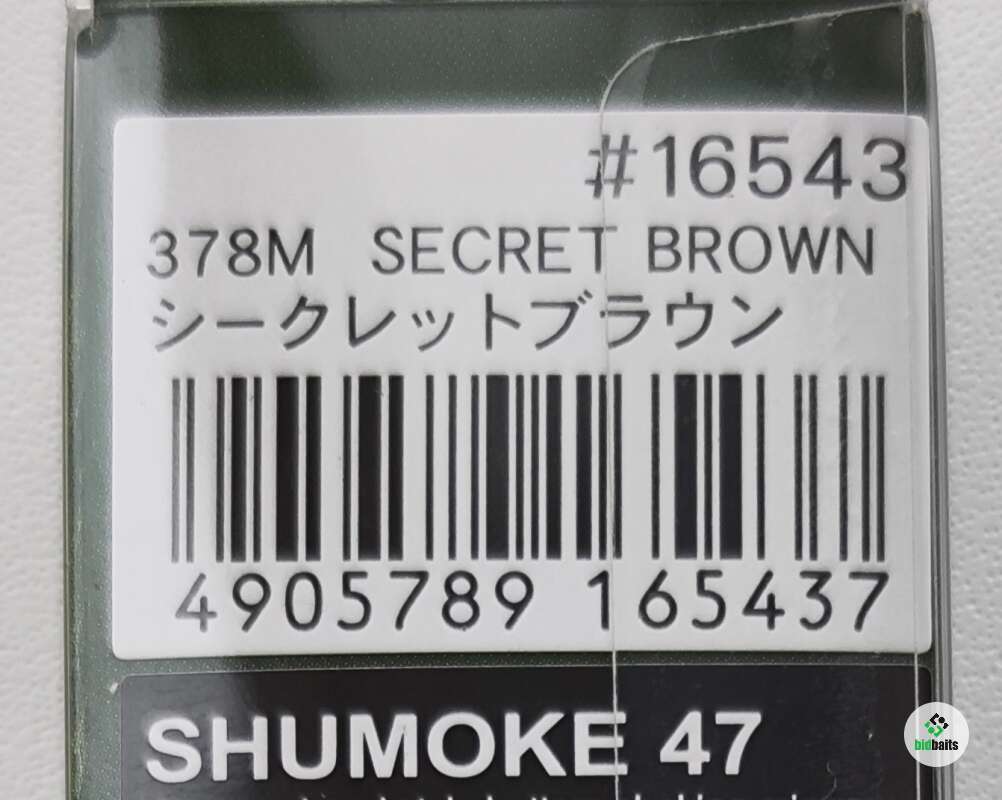 #16543
378M SECRET BROWN
シークレットブラウン
4905789 165437
SHUMOKE 47
bidbaits